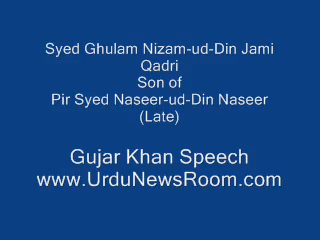 Syed Ghulam Nizam-ud-Din Jami
Qadri
Son of
Pir Syed Naseer-ud-Din Naseer
(Late)
Gujar Khan Speech
www.UrduNewsRoom.com